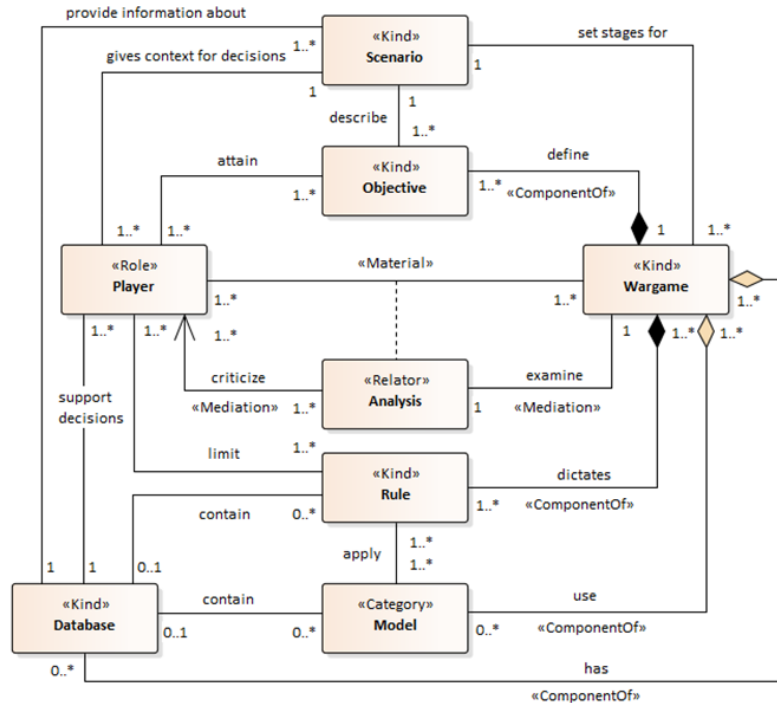 provide information about
1..*
«Kind»
Scenario
set stages for
1
gives context for decisions
1
1
describe
1..*
attain
«Kind»
Objective
define
1..*
1..*
«ComponentOf»
1..*
1..*
1
1..*
«Role»
Player
«Material»
«Kind»
Wargame
1..*
1..*
1..*
1..*
1..*
1..*
1
1..*
1..*
support
decisions
criticize
«Relator»
Analysis
examine
«Mediation»
1..*
1
«Mediation»
limit
1..*
«Kind»
Rule
dictates
contain
0..*
1..*
«ComponentOf»
apply
1..*
1..*
1
1
0..1
«Kind»
Database
contain
«Category»
Model
use
0..1
0..*
0..*
«ComponentOf»
0..*
has
«ComponentOf»